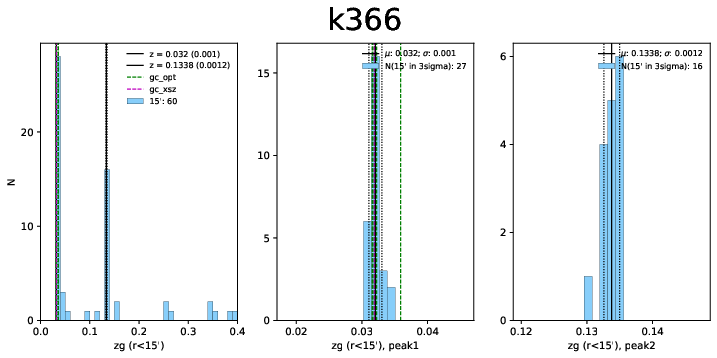 k366
z = 0.032 (0.001)
z = 0.1338 (0.0012)
gc_opt
gc_xsz
15': 60
N
0
10
20
0.0
0.1
0.2
0.3
0.4
zg (r<15')
μ: 0.032; σ: 0.001
N(15' in 3sigma): 27
0
5
10
15
0.02
0.03
0.04
zg (r<15'), peak1
μ: 0.1338; σ: 0.0012
N(15' in 3sigma): 16
0
2
4
6
0.12
0.13
0.14
zg (r<15'), peak2